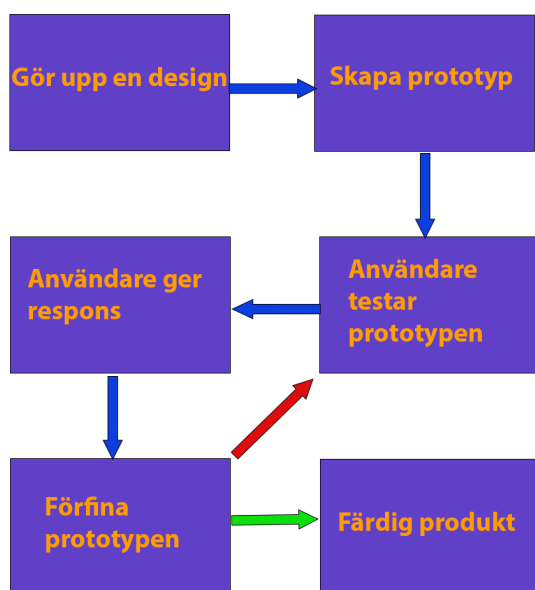 Gör upp en design
Skapa prototyp
Användare
testar
prototypen
Användare ger
respons
Förfina
prototypen
Färdig produkt